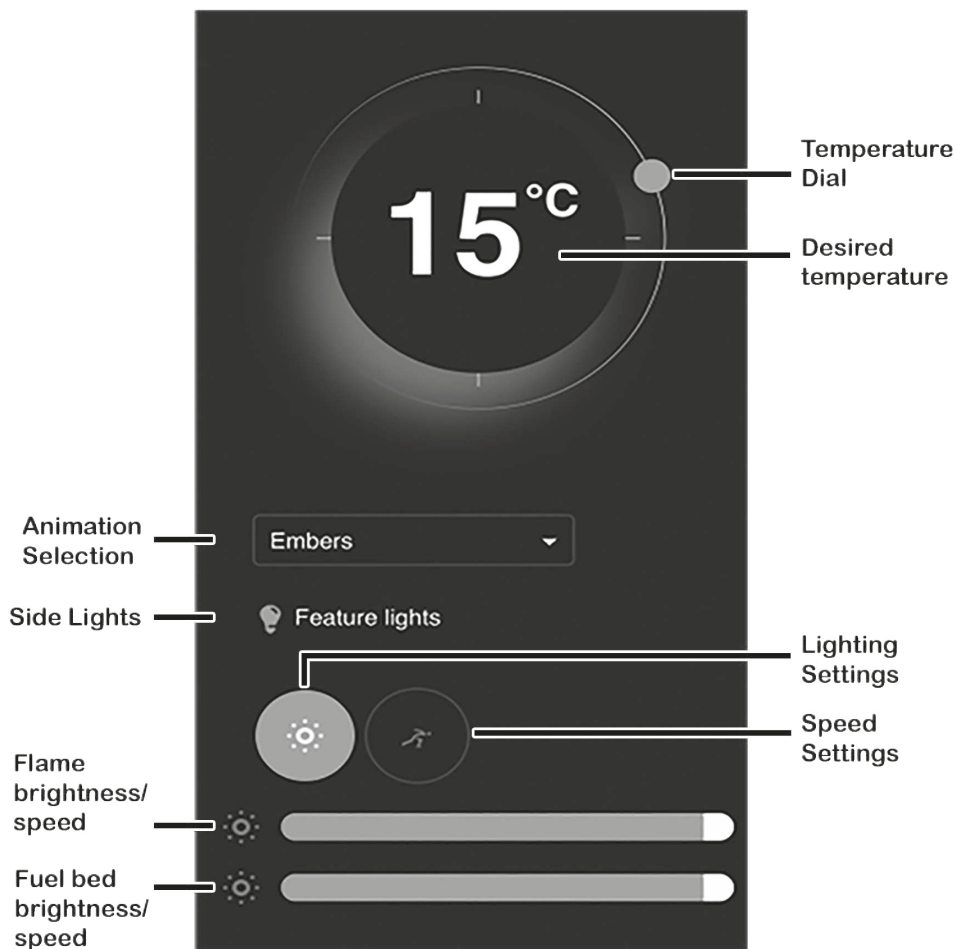 15°C
Temperature
Dial
Desired
temperature
Animation
Selection
Embers
Side Lights
Feature lights
Lighting
Settings
Speed
Settings
Flame
brightness/
speed
Fuel bed
brightness/
speed